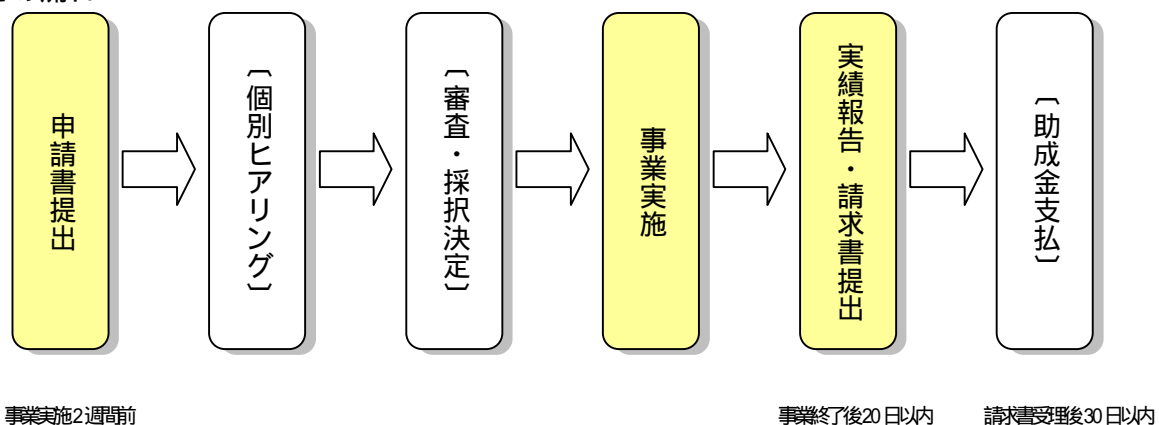 申請書提出
〔個別ヒアリング〕
〔審査・採択決定〕
事業実施
実績報告・請求書提出
〔助成金支払〕
事業実施2週間前
事業終了後20日以内
請求書受理後30日以内